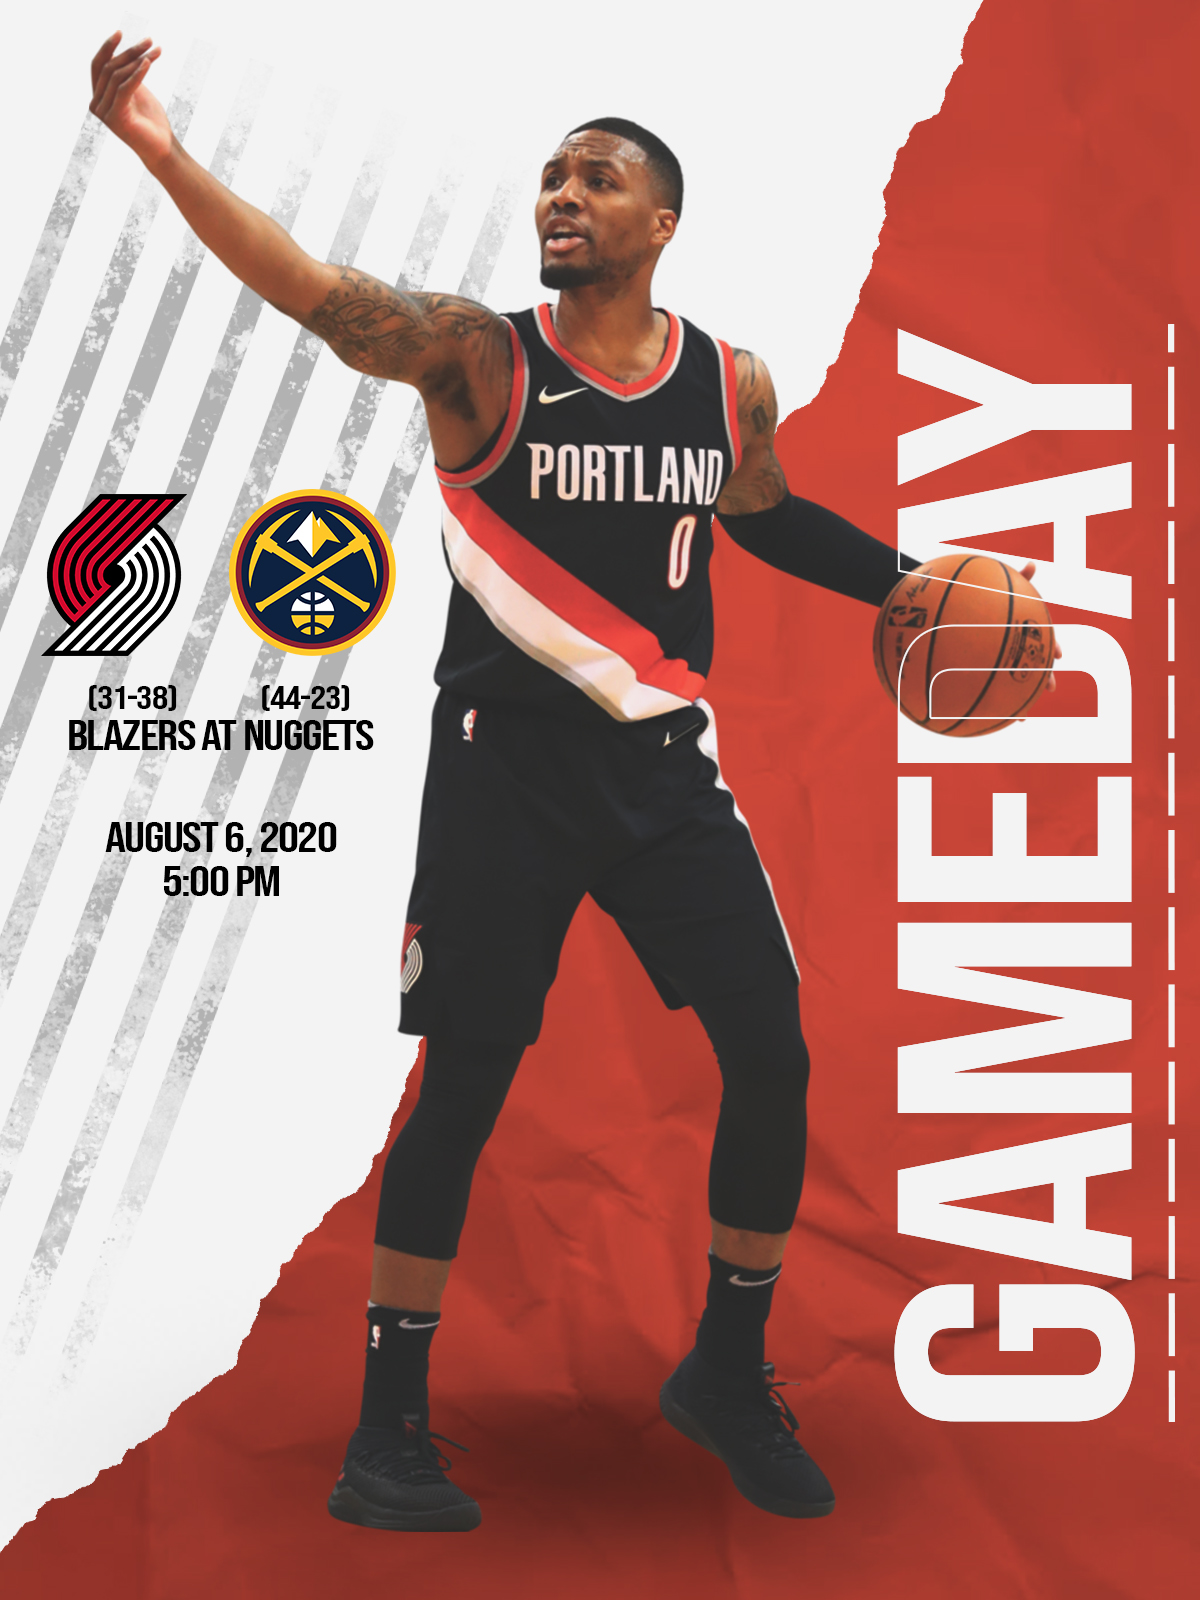 PORTLAND
0
(31-38) (44-23)
BLAZERS AT NUGGETS
AUGUST 6, 2020
5:00 PM
GAMEDAY